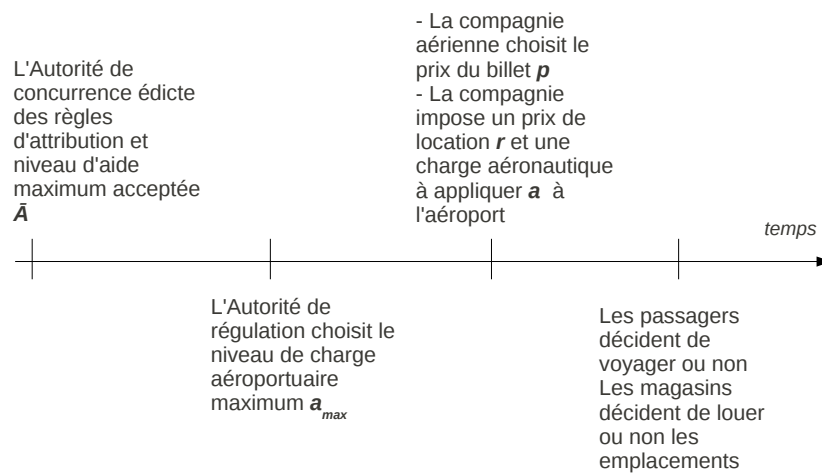 L'Autorité de
concurrence édicte
des règles
d'attribution et
niveau d'aide
maximum acceptée
Ā
L'Autorité de
régulation choisit le
niveau de charge
aéroportuaire
maximum a_max
- La compagnie
aérienne choisit le
prix du billet p
- La compagnie
impose un prix de
location r et une
charge aéronautique
à appliquer a à
l'aéroport
temps
Les passagers
décident de
voyager ou non
Les magasins
décident de louer
ou non les
emplacements